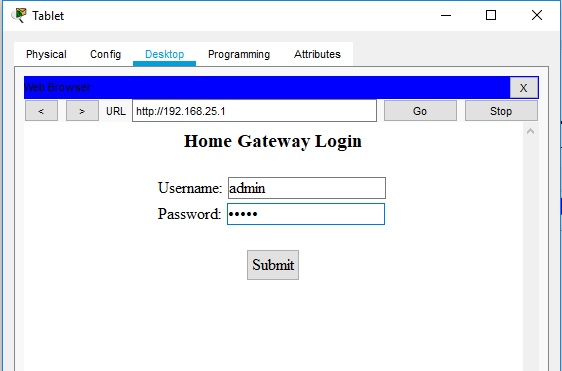 Tablet
Physical Config Desktop Programming Attributes
Web Browser X
< > URL http://192.168.25.1 Go Stop
Home Gateway Login
Username: admin
Password: •••••
Submit